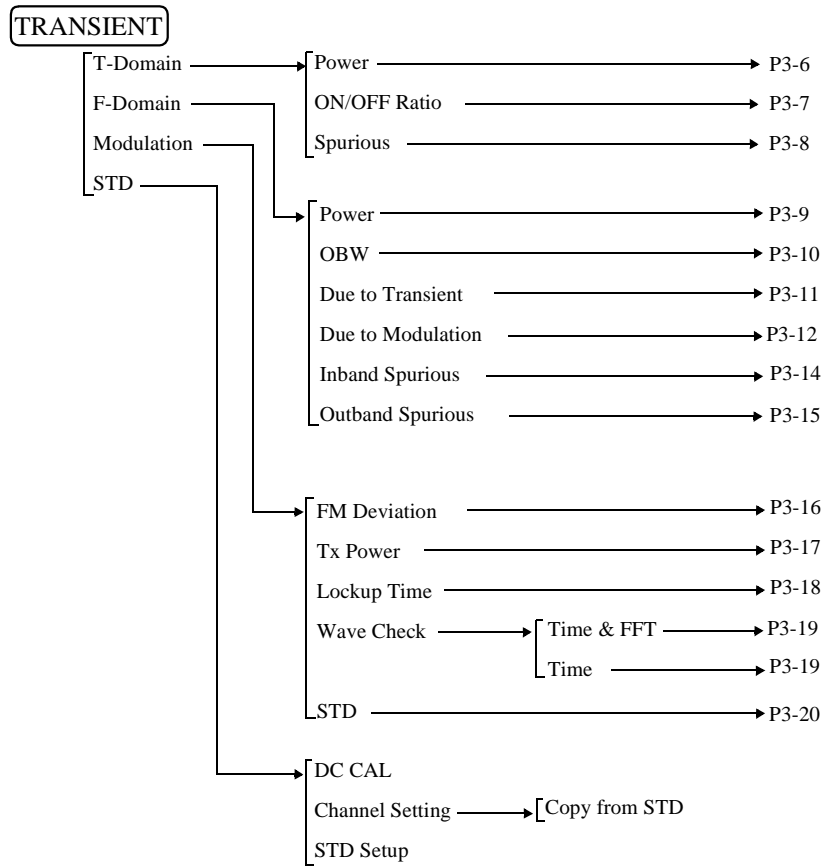 TRANSIENT
T-Domain
F-Domain
Modulation
STD
Power P3-6
ON/OFF Ratio P3-7
Spurious P3-8
Power P3-9
OBW P3-10
Due to Transient P3-11
Due to Modulation P3-12
Inband Spurious P3-14
Outband Spurious P3-15
FM Deviation P3-16
Tx Power P3-17
Lockup Time P3-18
Wave Check Time & FFT P3-19
Time P3-19
STD P3-20
DC CAL
Channel Setting Copy from STD
STD Setup